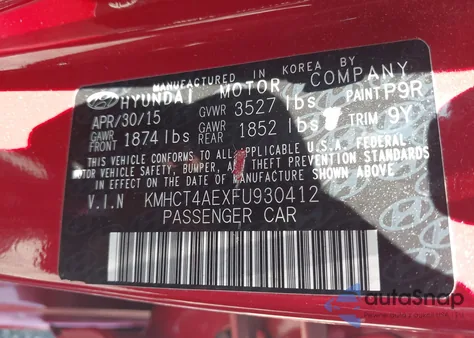 MANUFACTURED IN KOREA BY
HYUNDAI MOTOR COMPANY
APR/30/15 GVWR 3527 lbs PAINT P9R
GAWR FRONT 1874 lbs GAWR REAR 1852 lbs TRIM 9Y
THIS VEHICLE CONFORMS TO ALL APPLICABLE U.S.A. FEDERAL
MOTOR VEHICLE SAFETY, BUMPER, AND THEFT PREVENTION STANDARDS
IN EFFECT ON THE DATE OF MANUFACTURE SHOWN ABOVE.
V.I.N KMHCT4AEXFU930412
PASSENGER CAR
autoSnap